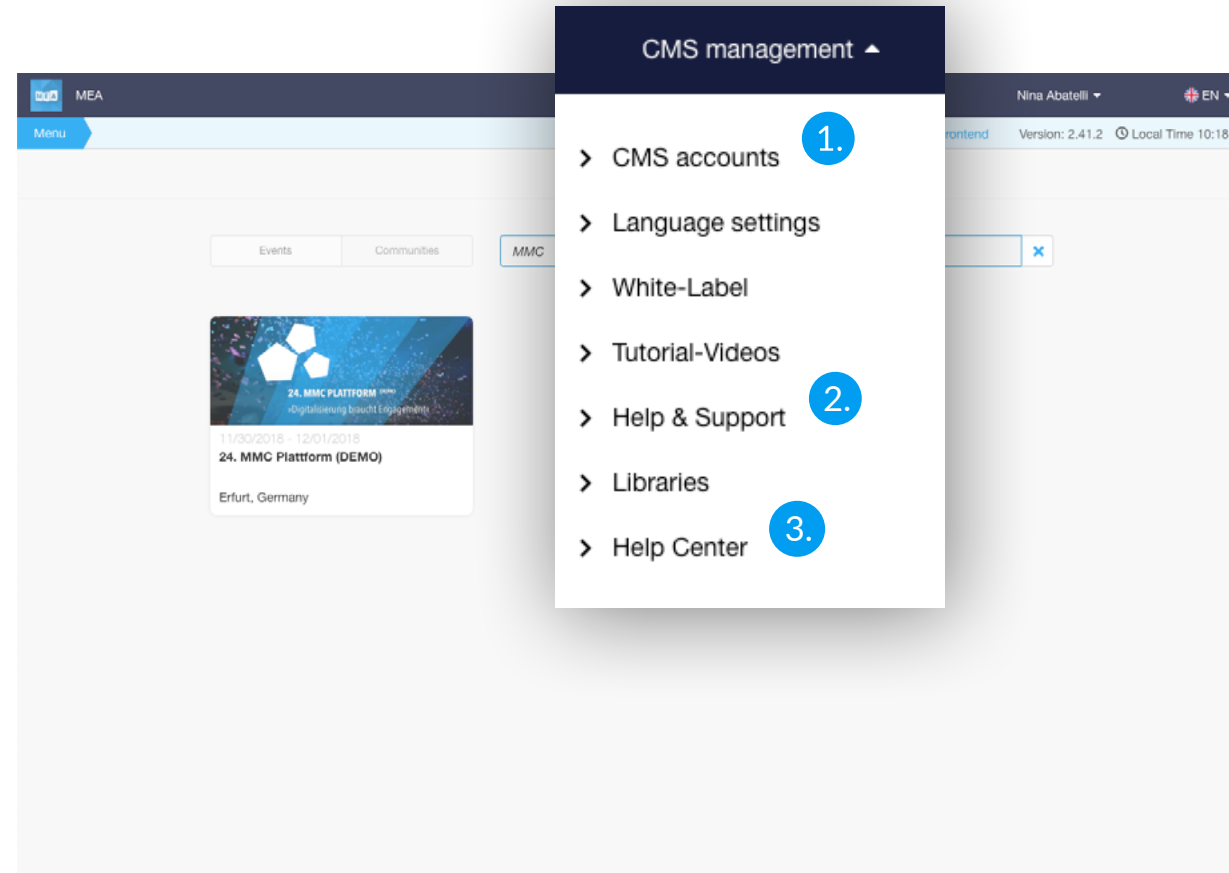 CMS management
MEA MEA
Nina Abatelli
EN
Menu
Version: 2.41.2
Local Time 10:18
1.
CMS accounts
Language settings
Events
Communities
MMC
White-Label
Tutorial-Videos
2.
Help & Support
Libraries
3.
Help Center
24. MMC PLATTFORM DEMO
»Digitalisierung braucht Engagement«
11/30/2018 - 12/01/2018
24. MMC Plattform (DEMO)
Erfurt, Germany